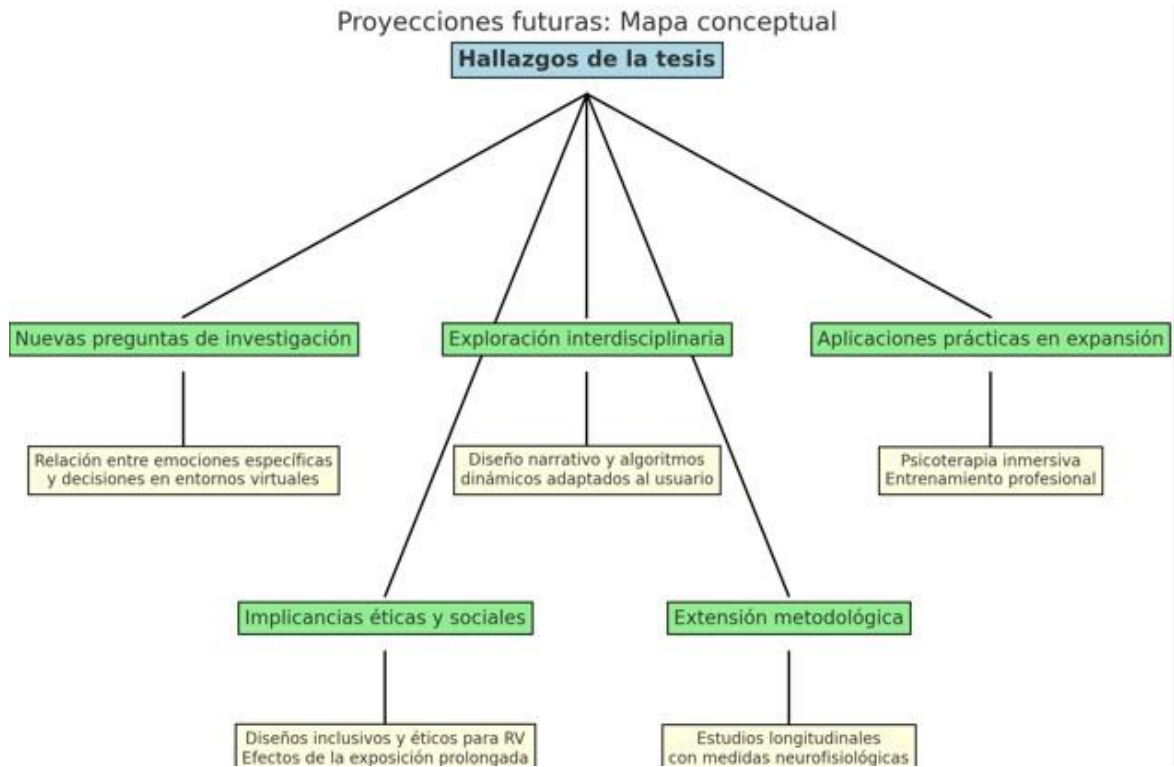 Proyecciones futuras: Mapa conceptual
Hallazgos de la tesis
Nuevas preguntas de investigación
Exploración interdisciplinaria
Aplicaciones prácticas en expansión
Relación entre emociones específicas
y decisiones en entornos virtuales
Diseño narrativo y algoritmos
dinámicos adaptados al usuario
Psicoterapia inmersiva
Entrenamiento profesional
Implicancias éticas y sociales
Extensión metodológica
Diseños inclusivos y éticos para RV
Efectos de la exposición prolongada
Estudios longitudinales
con medidas neurofisiológicas